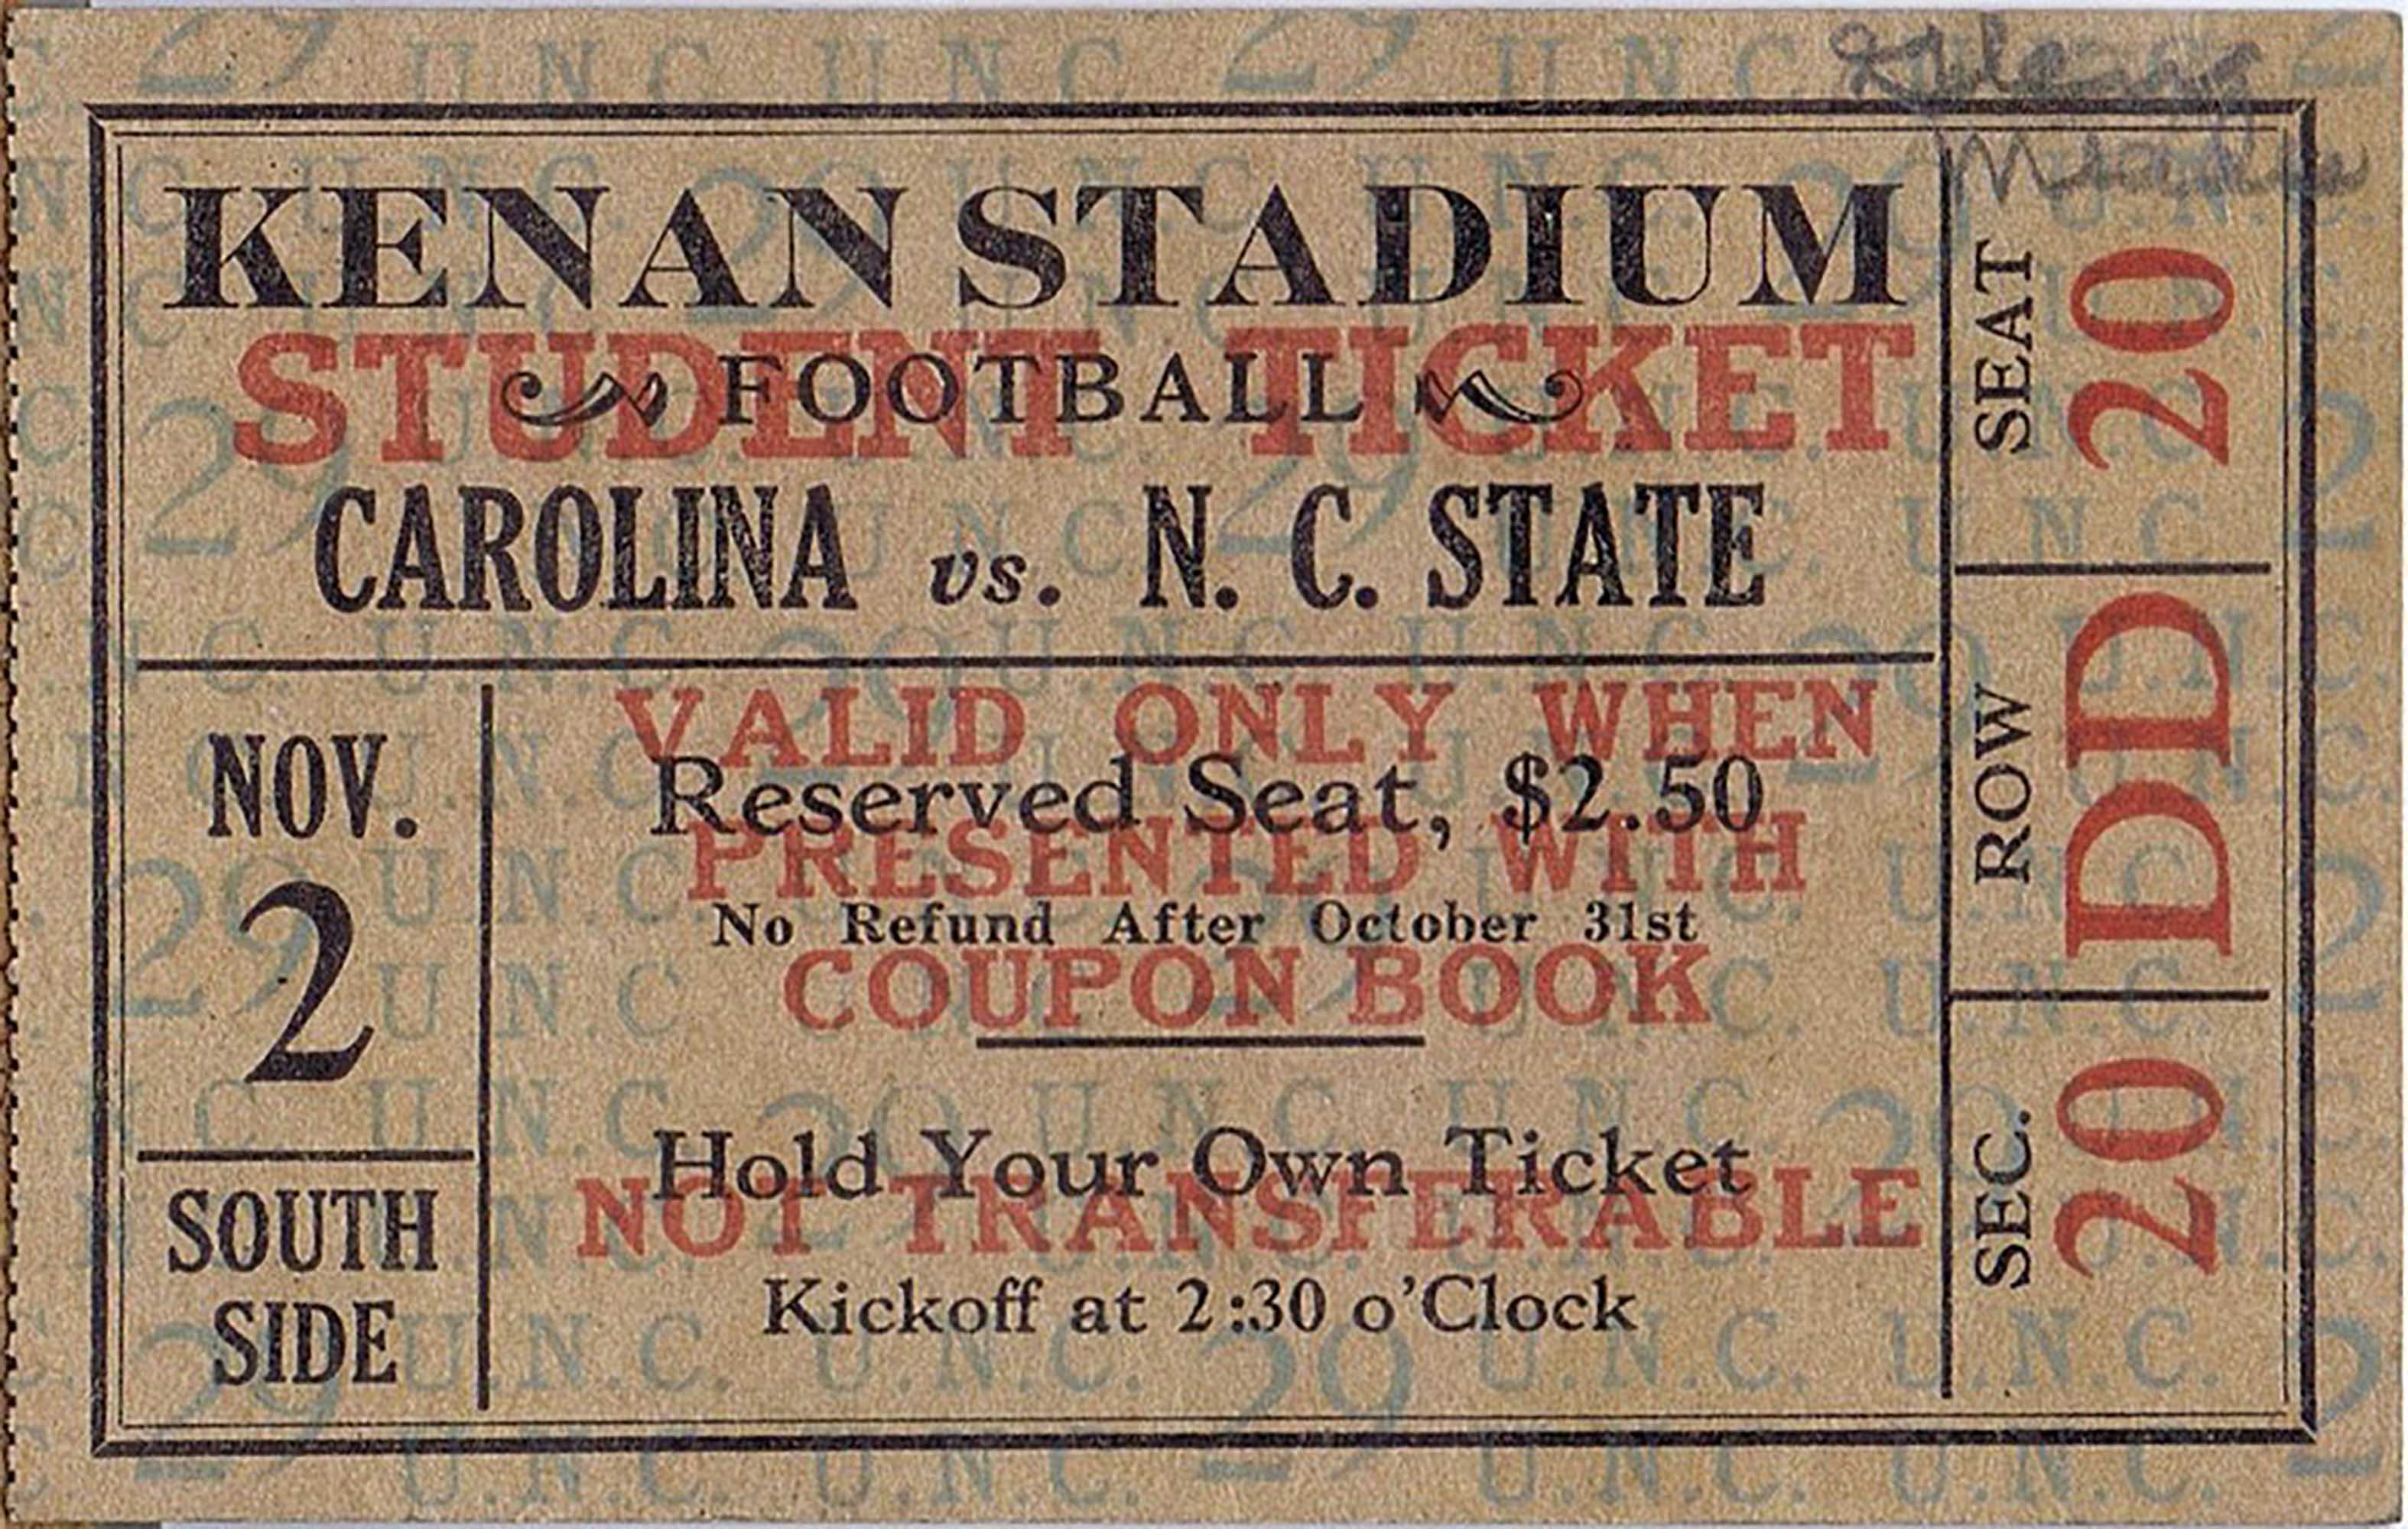 KENAN STADIUM
STUDENT TICKET
FOOTBALL
CAROLINA vs. N. C. STATE
NOV.
2
SOUTH
SIDE
VALID ONLY WHEN
Reserved Seat, $2.50
PRESENTED WITH
No Refund After October 31st
COUPON BOOK
Hold Your Own Ticket
NOT TRANSFERABLE
Kickoff at 2:30 o'Clock
SEAT 20
ROW DD
SEC. 20
U.N.C. 29